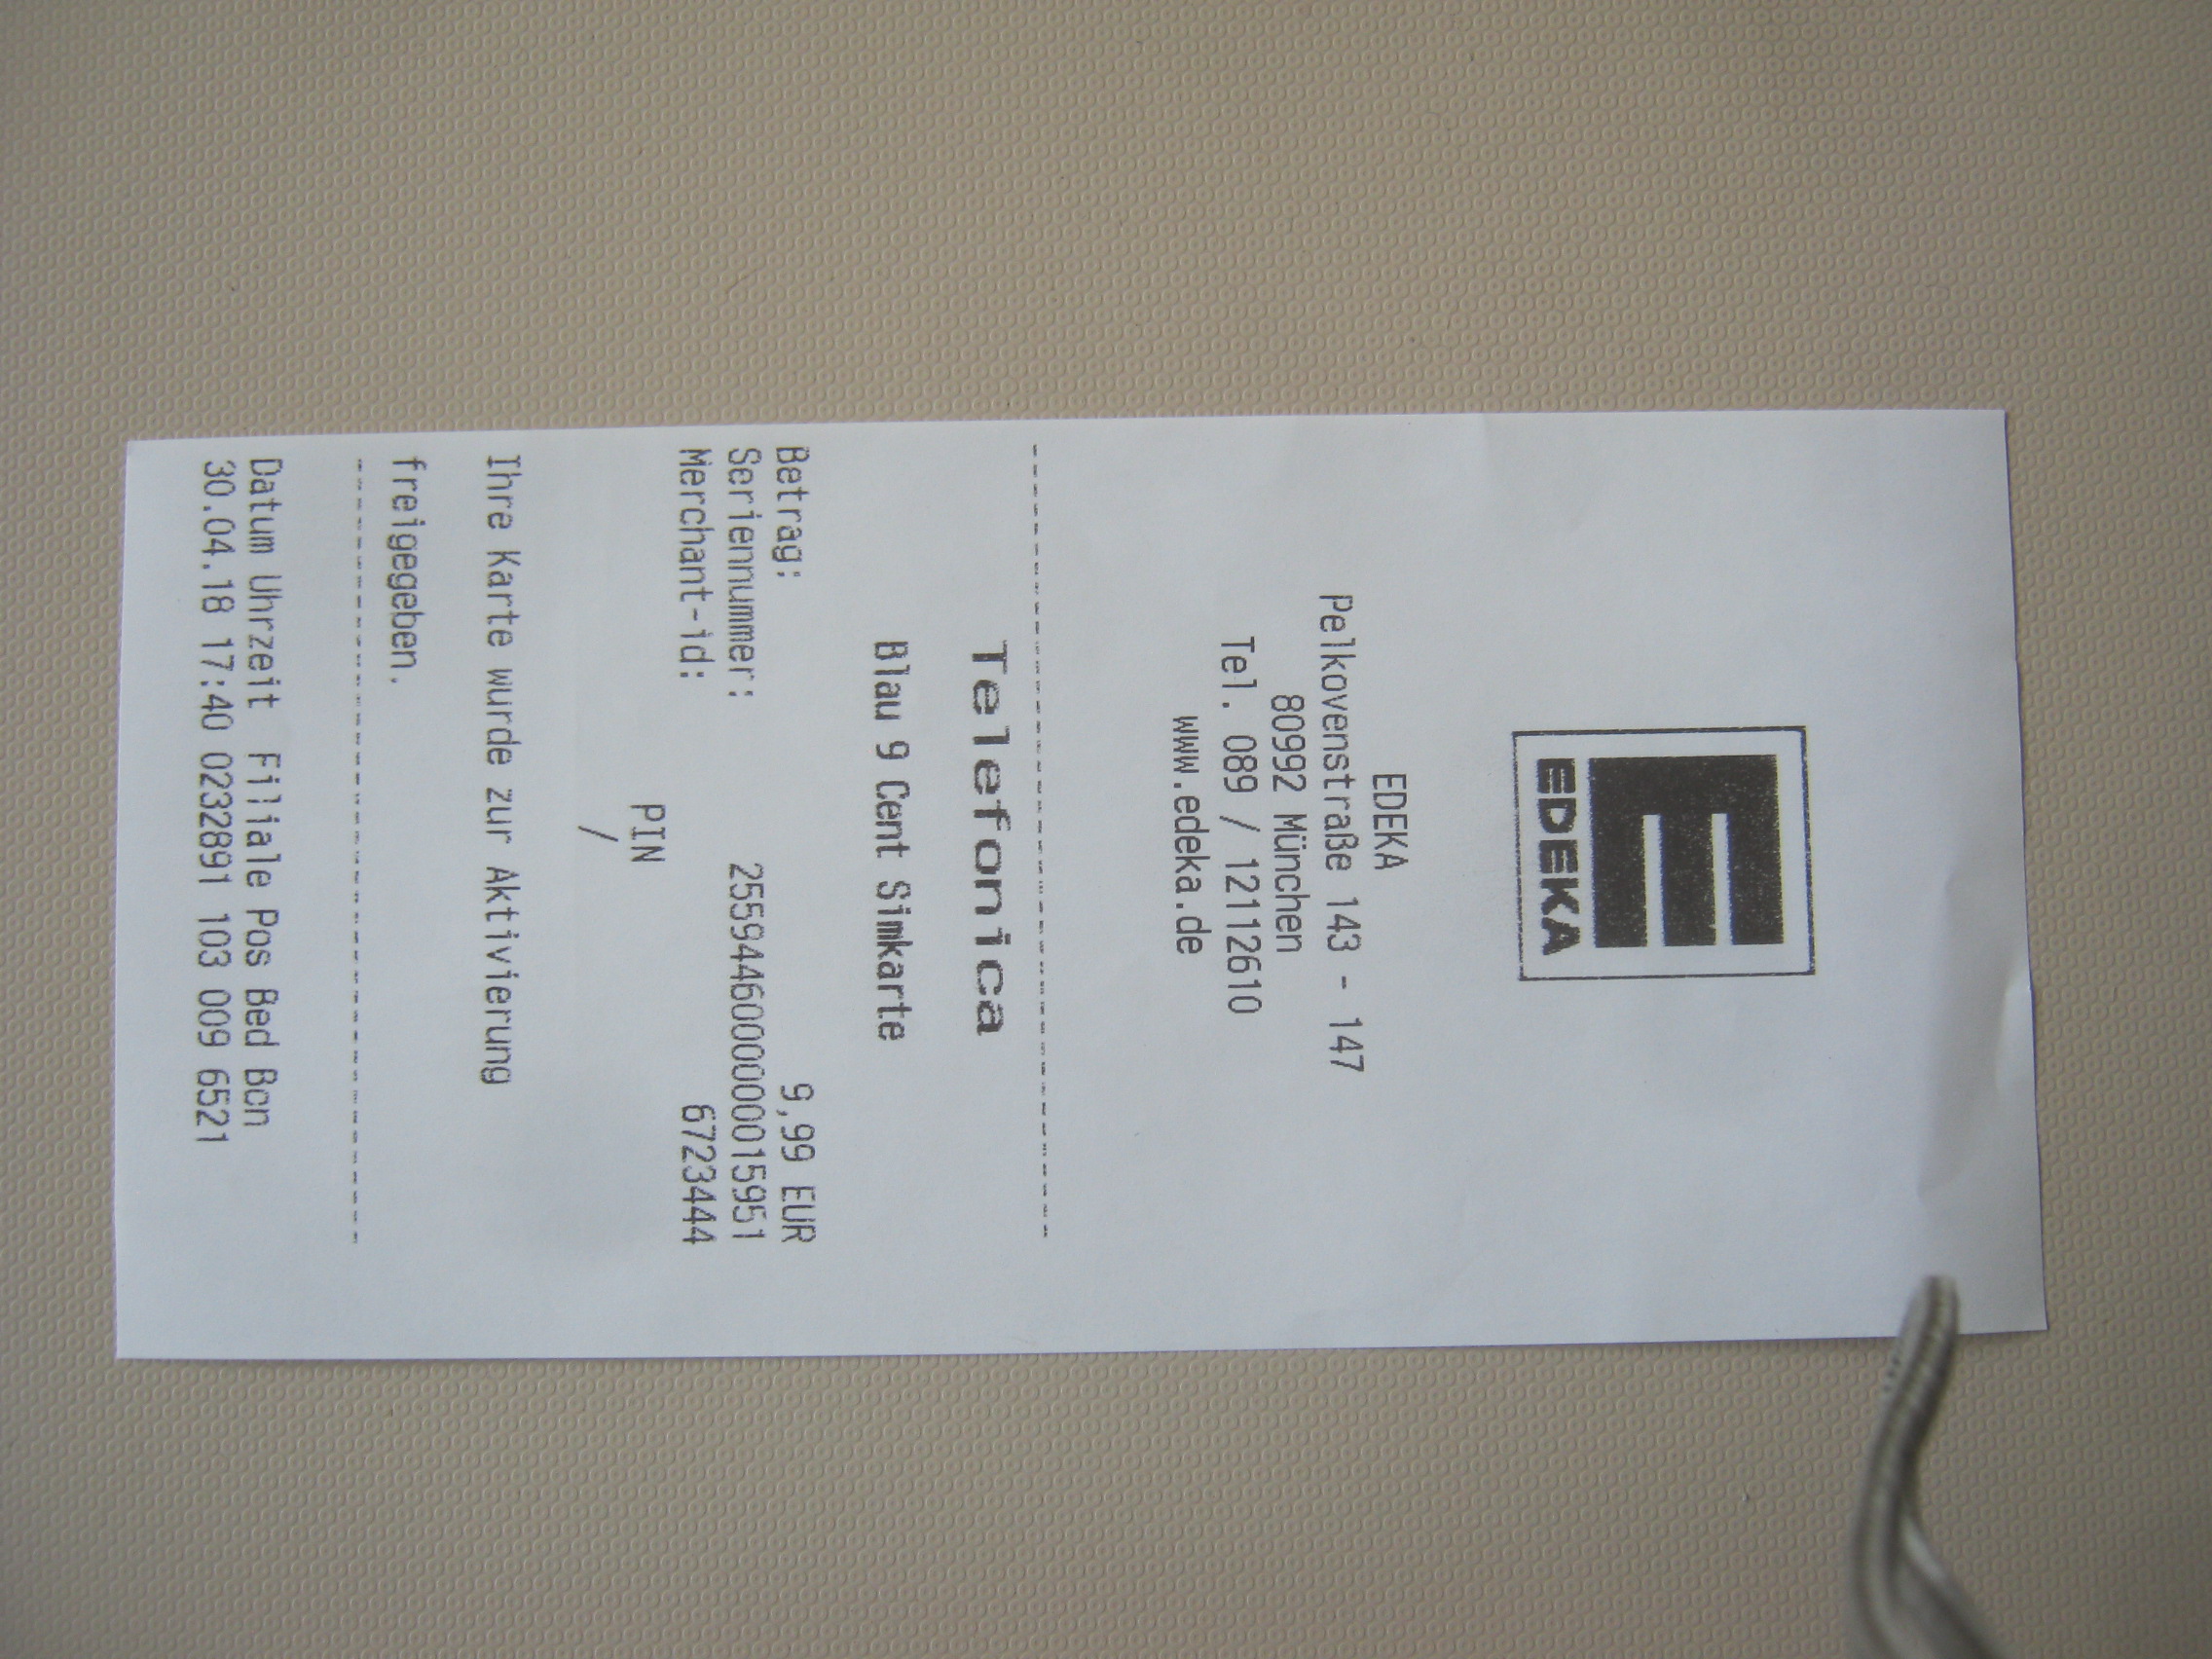 EDEKA
EDEKA
Pelkovenstraße 143 - 147
80992 München
Tel. 089 / 12112610
www.edeka.de
Telefonica
Blau 9 Cent Simkarte
Betrag: 9,99 EUR
Seriennummer: 2559446000000015951
Merchant-id: 6723444
PIN
/
Ihre Karte wurde zur Aktivierung
freigegeben.
Datum Uhrzeit Filiale Pos Bed Bon
30.04.18 17:40 0232891 103 009 6521